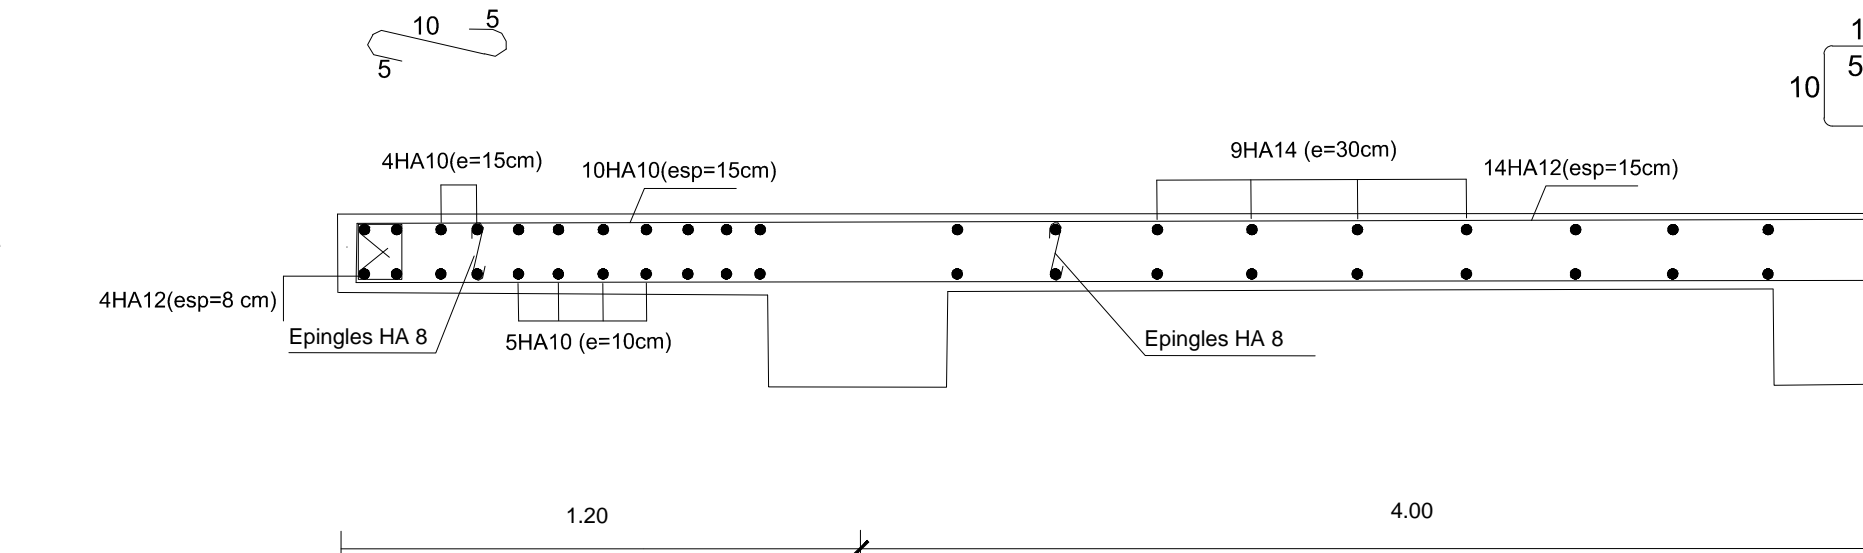 10 5
5
1
5
10
4HA10(e=15cm)
10HA10(esp=15cm)
9HA14 (e=30cm)
14HA12(esp=15cm)
4HA12(esp=8 cm)
Epingles HA 8
5HA10 (e=10cm)
Epingles HA 8
1.20
4.00